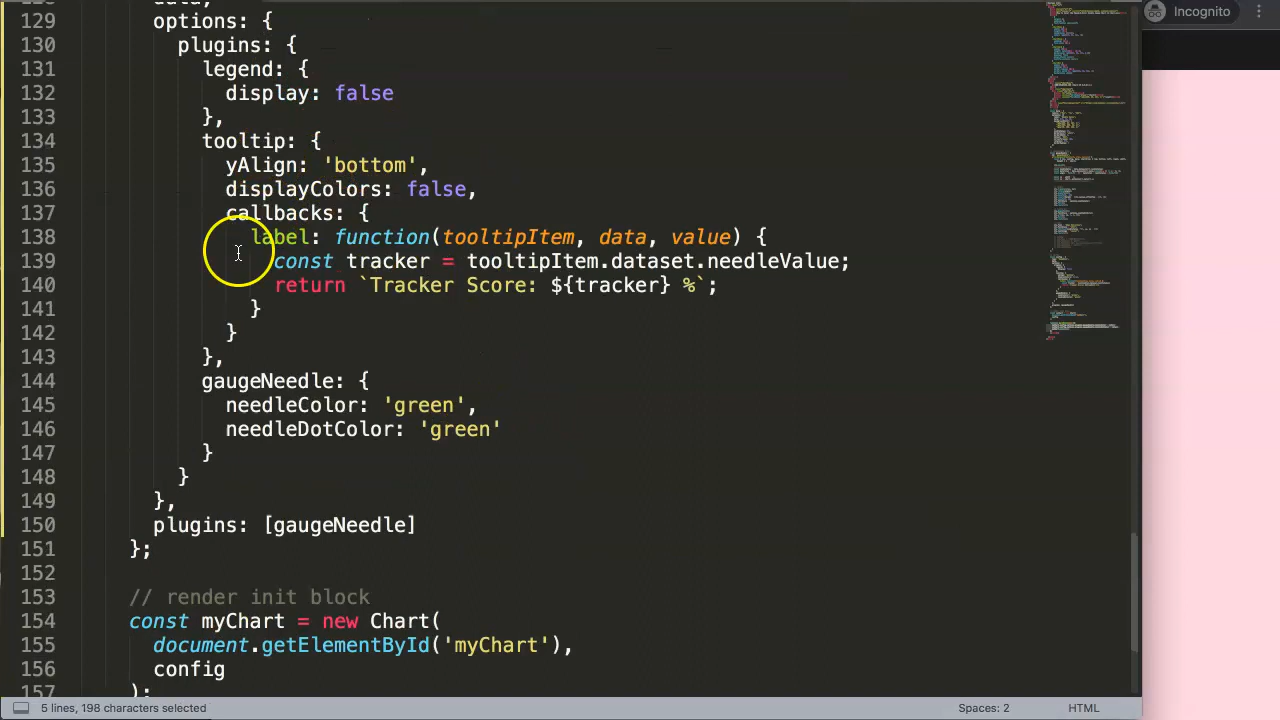 Incognito
129 options: {
130 plugins: {
131 legend: {
132 display: false
133 },
134 tooltip: {
135 yAlign: 'bottom',
136 displayColors: false,
137 callbacks: {
138 label: function(tooltipItem, data, value) {
139 const tracker = tooltipItem.dataset.needleValue;
140 return `Tracker Score: ${tracker} %`;
141 }
142 }
143 },
144 gaugeNeedle: {
145 needleColor: 'green',
146 needleDotColor: 'green'
147 }
148 }
149 },
150 plugins: [gaugeNeedle]
151 };
152
153 // render init block
154 const myChart = new Chart(
155 document.getElementById('myChart'),
156 config
157 );
5 lines, 198 characters selected
Spaces: 2
HTML